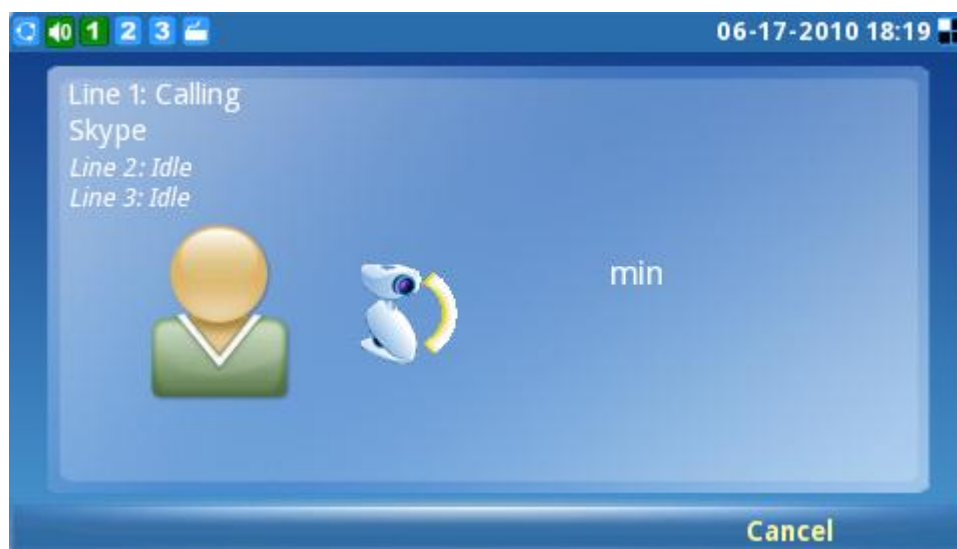 1 2 3
06-17-2010 18:19
Line 1: Calling
Skype
Line 2: Idle
Line 3: Idle
min
Cancel